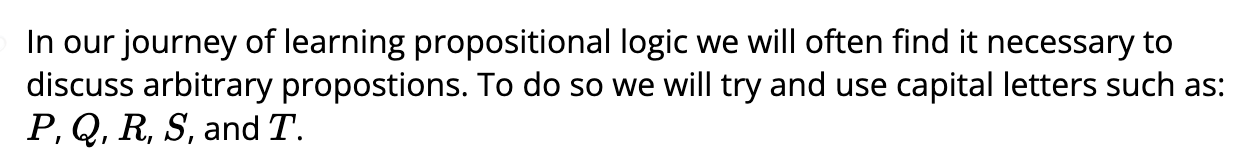 In our journey of learning propositional logic we will often find it necessary to
discuss arbitrary propostions. To do so we will try and use capital letters such as:
P, Q, R, S, and T.